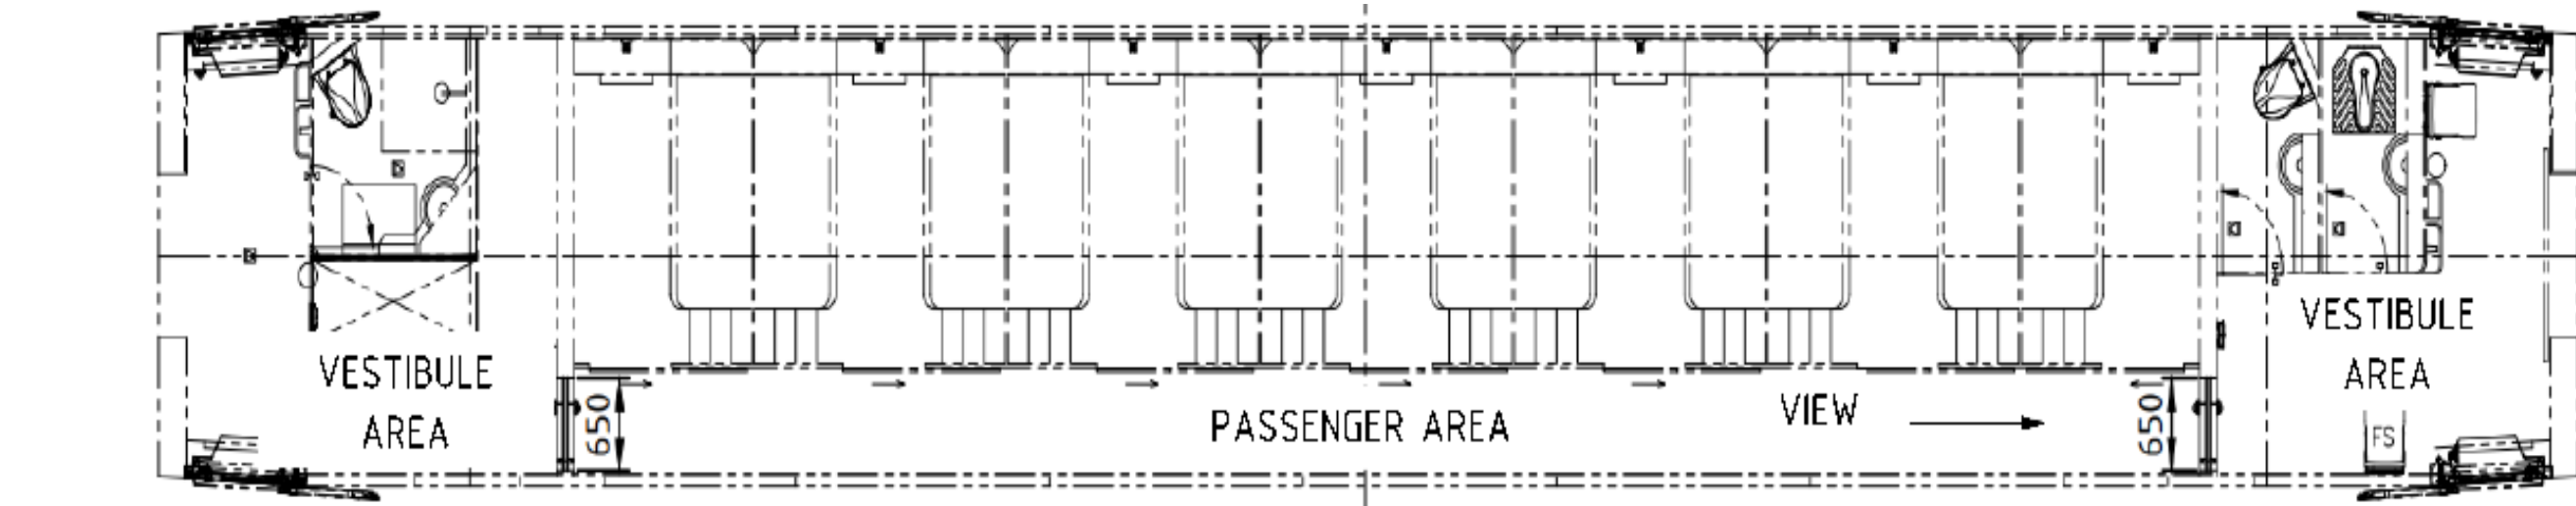 VESTIBULE
AREA
650
PASSENGER AREA
VIEW
650
VESTIBULE
AREA
FS